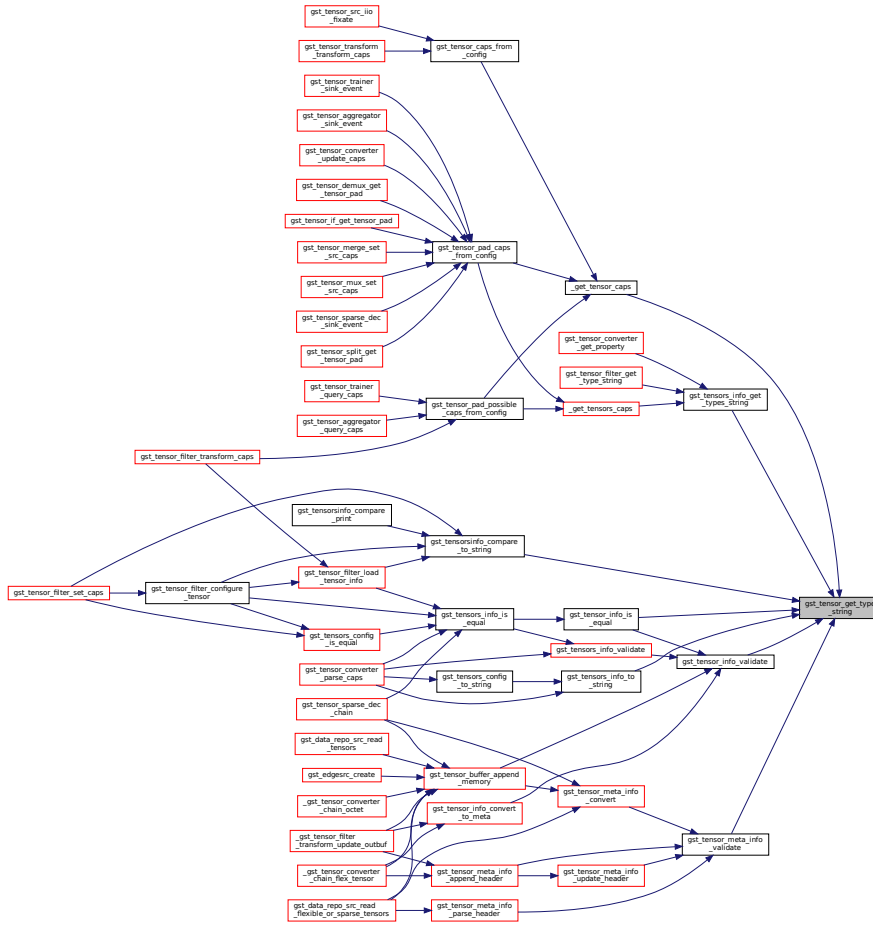 gst_tensor_src_iio
_fixate
gst_tensor_transform
_transform_caps
gst_tensor_caps_from
_config
gst_tensor_trainer
_sink_event
gst_tensor_aggregator
_sink_event
gst_tensor_converter
_update_caps
gst_tensor_demux_get
_tensor_pad
gst_tensor_if_get_tensor_pad
gst_tensor_merge_set
_src_caps
gst_tensor_pad_caps
_from_config
gst_tensor_mux_set
_src_caps
_get_tensor_caps
gst_tensor_sparse_dec
_sink_event
gst_tensor_split_get
_tensor_pad
gst_tensor_converter
_get_property
gst_tensor_filter_get
_type_string
gst_tensor_trainer
_query_caps
gst_tensors_info_get
_types_string
gst_tensor_pad_possible
_caps_from_config
_get_tensors_caps
gst_tensor_aggregator
_query_caps
gst_tensor_filter_transform_caps
gst_tensorsinfo_compare
_print
gst_tensorsinfo_compare
_to_string
gst_tensor_filter_load
_tensor_info
gst_tensor_filter_set_caps
gst_tensor_filter_configure
_tensor
gst_tensor_get_type
_string
gst_tensors_info_is
_equal
gst_tensor_info_is
_equal
gst_tensors_config
_is_equal
gst_tensors_info_validate
gst_tensor_info_validate
gst_tensor_converter
_parse_caps
gst_tensors_config
_to_string
gst_tensors_info_to
_string
gst_tensor_sparse_dec
_chain
gst_data_repo_src_read
_tensors
gst_edgesrc_create
gst_tensor_buffer_append
_memory
gst_tensor_meta_info
_convert
_gst_tensor_converter
_chain_octet
gst_tensor_info_convert
_to_meta
_gst_tensor_filter
_transform_update_outbuf
gst_tensor_meta_info
_validate
_gst_tensor_converter
_chain_flex_tensor
gst_tensor_meta_info
_append_header
gst_tensor_meta_info
_update_header
gst_data_repo_src_read
_flexible_or_sparse_tensors
gst_tensor_meta_info
_parse_header